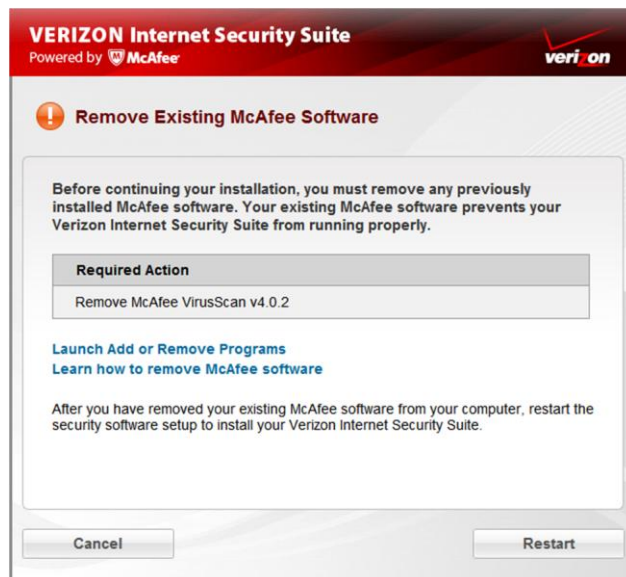 VERIZON Internet Security Suite
Powered by McAfee
verizon
Remove Existing McAfee Software
Before continuing your installation, you must remove any previously
installed McAfee software. Your existing McAfee software prevents your
Verizon Internet Security Suite from running properly.
Required Action
Remove McAfee VirusScan v4.0.2
Launch Add or Remove Programs
Learn how to remove McAfee software
After you have removed your existing McAfee software from your computer, restart the
security software setup to install your Verizon Internet Security Suite.
Cancel
Restart